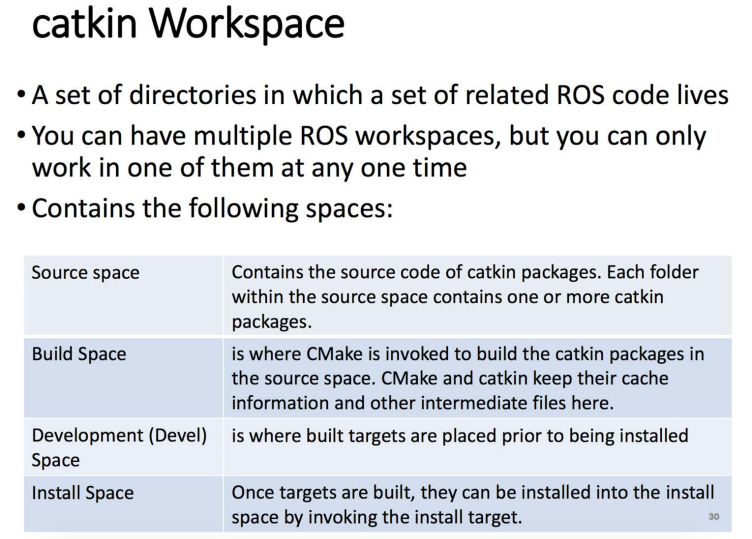 catkin Workspace
• A set of directories in which a set of related ROS code lives
• You can have multiple ROS workspaces, but you can only
work in one of them at any one time
• Contains the following spaces:
Source space
Contains the source code of catkin packages. Each folder
within the source space contains one or more catkin
packages.
Build Space
is where CMake is invoked to build the catkin packages in
the source space. CMake and catkin keep their cache
information and other intermediate files here.
Development (Devel)
Space
is where built targets are placed prior to being installed
Install Space
Once targets are built, they can be installed into the install
space by invoking the install target.
30